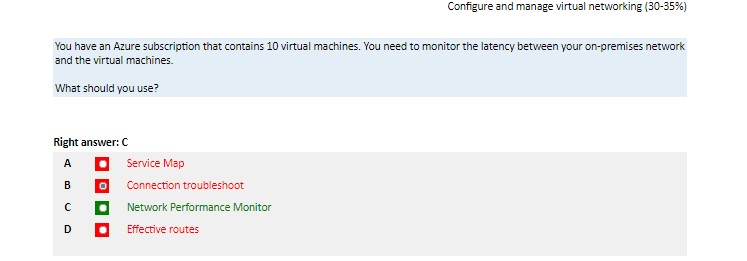 Configure and manage virtual networking (30-35%)
You have an Azure subscription that contains 10 virtual machines. You need to monitor the latency between your on-premises network
and the virtual machines.
What should you use?
Right answer: C
A Service Map
B Connection troubleshoot
C Network Performance Monitor
D Effective routes